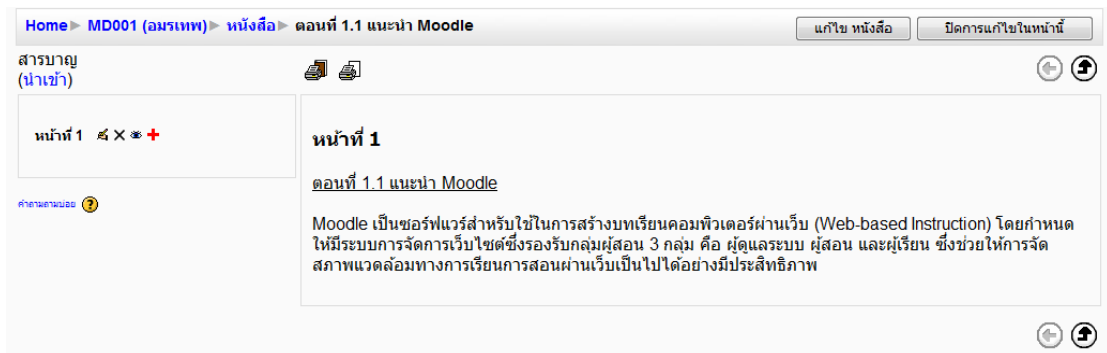 Home► MD001 (อมรเทพ)► หนังสือ► ตอนที่ 1.1 แนะนำ Moodle
แก้ไข หนังสือ
ปิดการแก้ไขในหน้านี้
สารบาญ
(นำเข้า)
หน้าที่ 1
คำถามถามบ่อย
หน้าที่ 1
ตอนที่ 1.1 แนะนำ Moodle
Moodle เป็นซอร์ฟแวร์สำหรับใช้ในการสร้างบทเรียนคอมพิวเตอร์ผ่านเว็บ (Web-based Instruction) โดยกำหนด
ให้มีระบบการจัดการเว็บไซต์ซึ่งรองรับกลุ่มผู้สอน 3 กลุ่ม คือ ผู้ดูแลระบบ ผู้สอน และผู้เรียน ซึ่งช่วยให้การจัด
สภาพแวดล้อมทางการเรียนการสอนผ่านเว็บเป็นไปได้อย่างมีประสิทธิภาพ